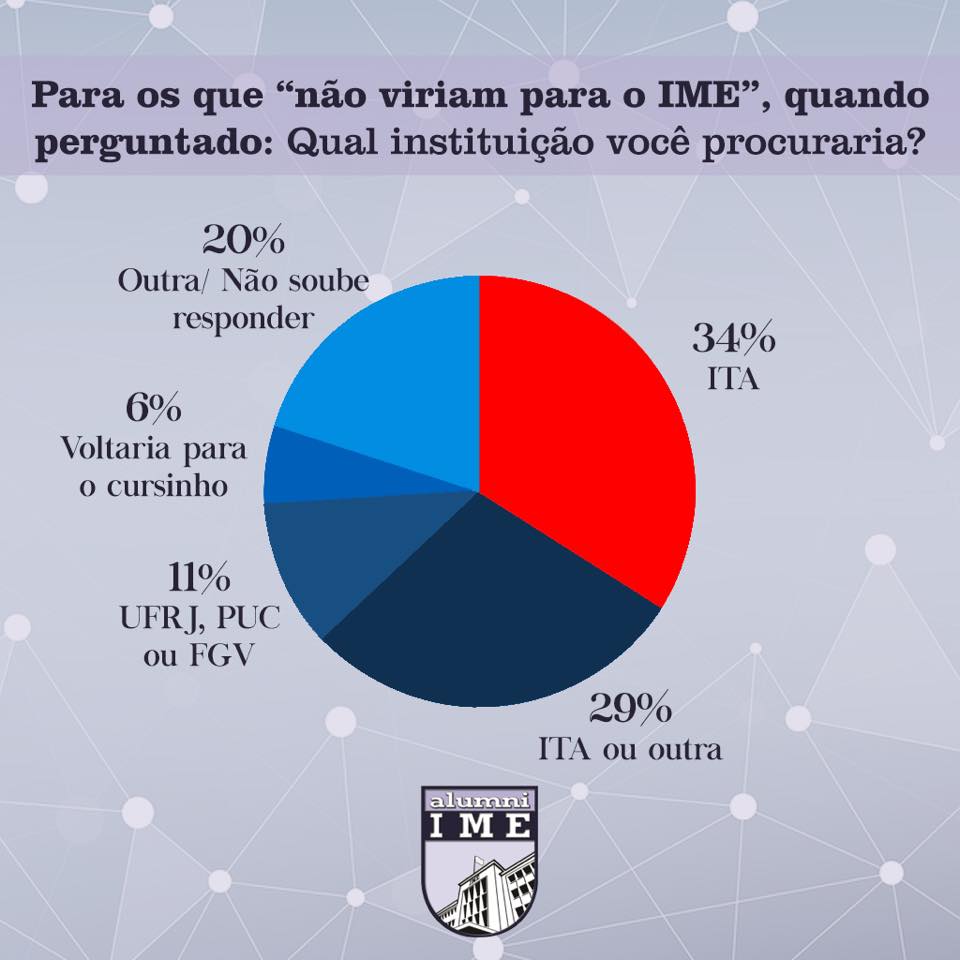 Para os que “não viriam para o IME”, quando
perguntado: Qual instituição você procuraria?
20%
Outra/ Não soube
responder
34%
ITA
6%
Voltaria para
o cursinho
11%
UFRJ, PUC
ou FGV
29%
ITA ou outra
alumni
IME